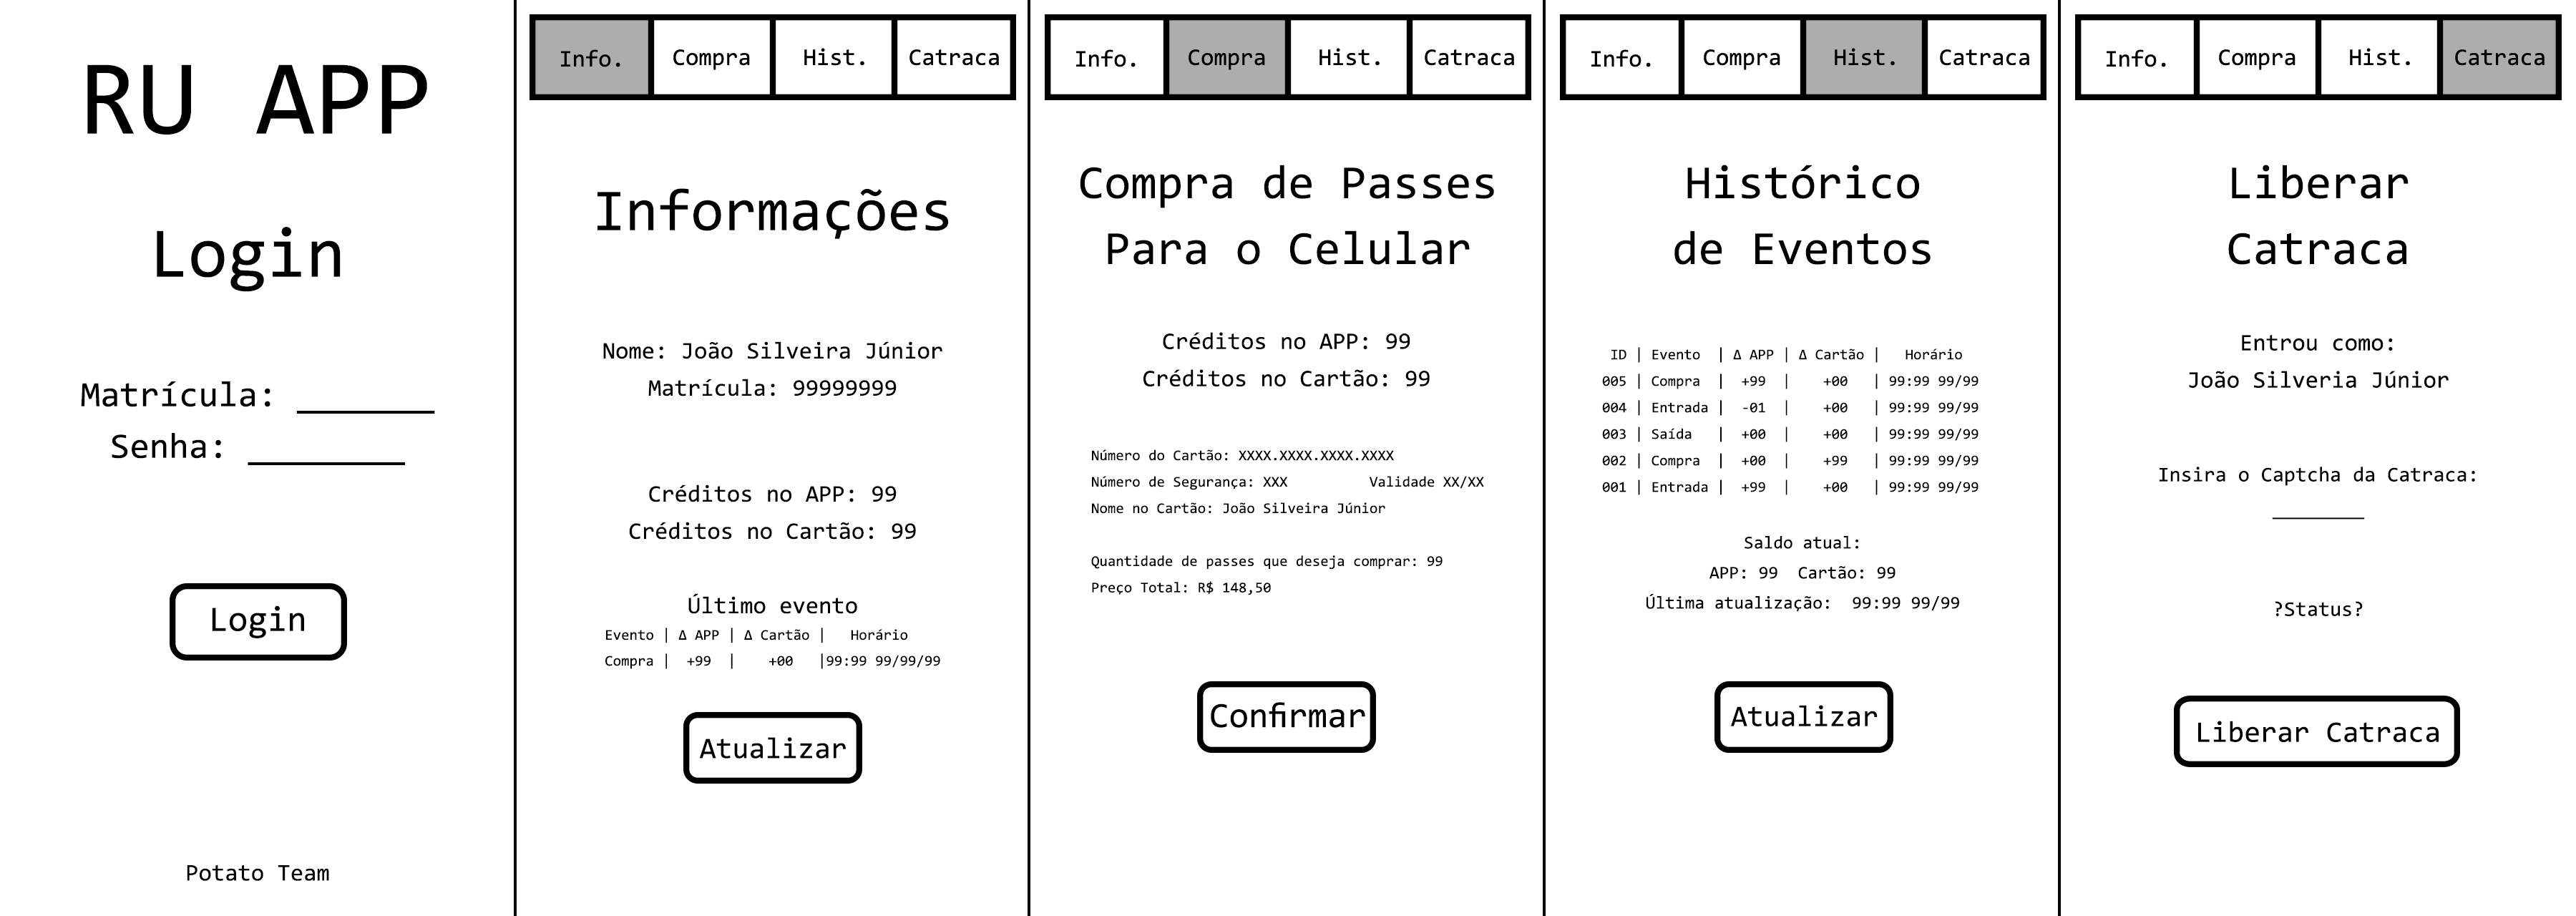 RU APP
Login
Matrícula: _______
Senha: ________
Login
Potato Team
Info. Compra Hist. Catraca
Informações
Nome: João Silveira Júnior
Matrícula: 99999999
Créditos no APP: 99
Créditos no Cartão: 99
Último evento
Evento | Δ APP | Δ Cartão | Horário
Compra | +99 | +00 |99:99 99/99/99
Atualizar
Info. Compra Hist. Catraca
Compra de Passes
Para o Celular
Créditos no APP: 99
Créditos no Cartão: 99
Número do Cartão: XXXX.XXXX.XXXX.XXXX
Número de Segurança: XXX Validade XX/XX
Nome no Cartão: João Silveira Júnior
Quantidade de passes que deseja comprar: 99
Preço Total: R$ 148,50
Confirmar
Info. Compra Hist. Catraca
Histórico
de Eventos
ID | Evento | Δ APP | Δ Cartão | Horário
005 | Compra | +99 | +00 | 99:99 99/99
004 | Entrada | -01 | +00 | 99:99 99/99
003 | Saída | +00 | +00 | 99:99 99/99
002 | Compra | +00 | +99 | 99:99 99/99
001 | Entrada | +99 | +00 | 99:99 99/99
Saldo atual:
APP: 99 Cartão: 99
Última atualização: 99:99 99/99
Atualizar
Info. Compra Hist. Catraca
Liberar
Catraca
Entrou como:
João Silveria Júnior
Insira o Captcha da Catraca:
_______
?Status?
Liberar Catraca